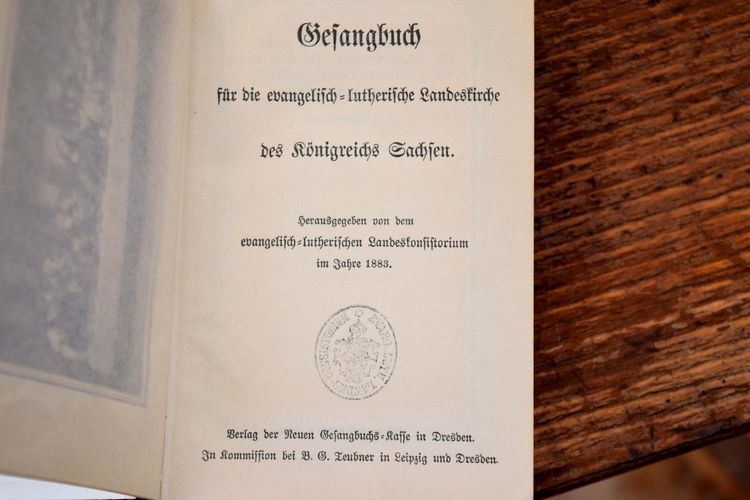 Gesangbuch
für die evangelisch-lutherische Landeskirche
des Königreichs Sachsen.
Herausgegeben von dem
evangelisch-lutherischen Landeskonsistorium
im Jahre 1883.
Verlag der Neuen Gesangbuchs-Kasse in Dresden.
In Kommission bei B. G. Teubner in Leipzig und Dresden.